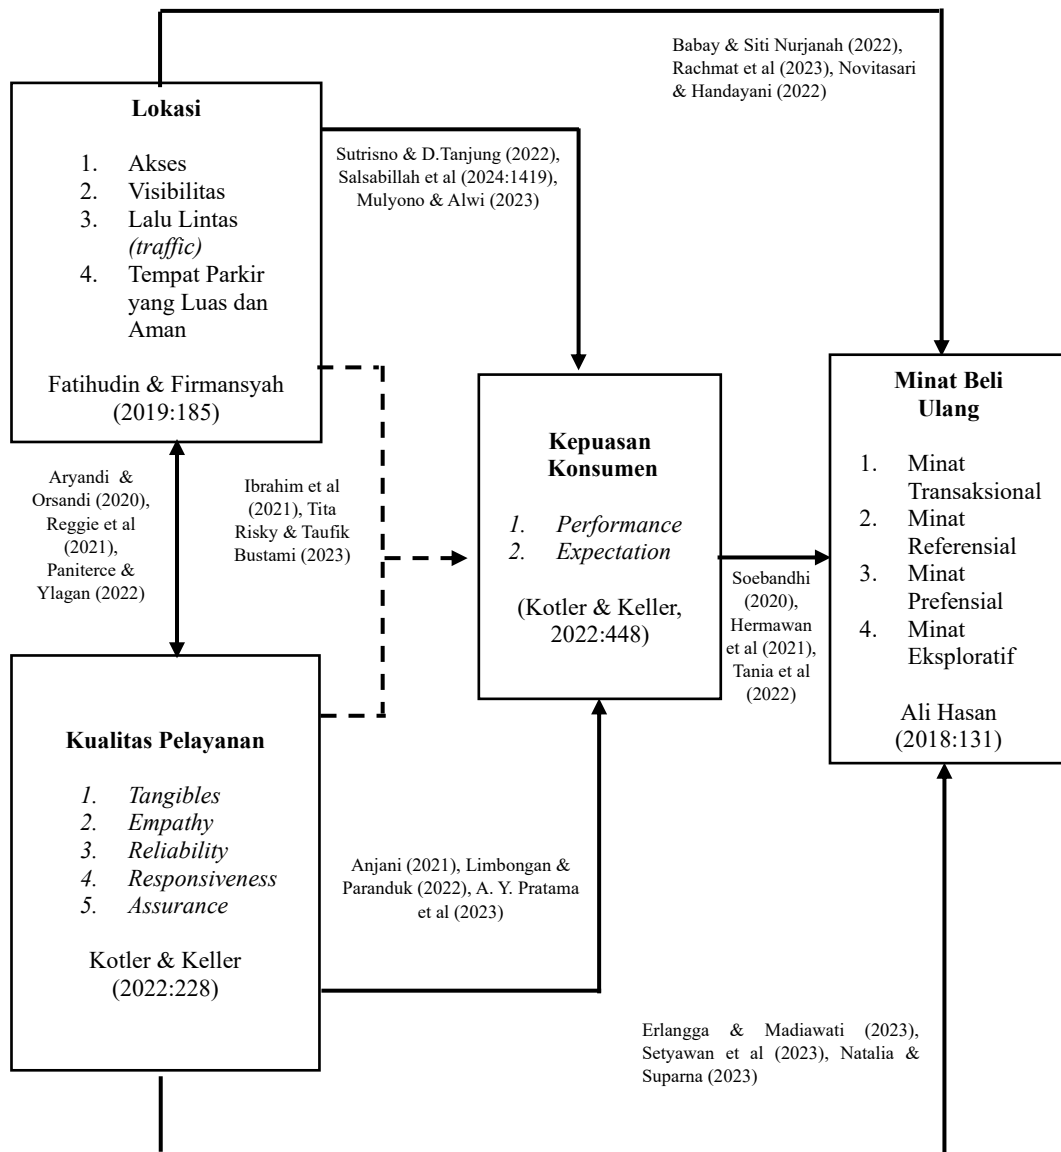 Babay & Siti Nurjanah (2022),
Rachmat et al (2023), Novitasari
& Handayani (2022)
Lokasi
1. Akses
2. Visibilitas
3. Lalu Lintas
(traffic)
4. Tempat Parkir
yang Luas dan
Aman
Fatihudin & Firmansyah
(2019:185)
Sutrisno & D.Tanjung (2022),
Salsabillah et al (2024:1419),
Mulyono & Alwi (2023)
Aryandi &
Orsandi (2020),
Reggie et al
(2021),
Paniterce &
Ylagan (2022)
Ibrahim et al
(2021), Tita
Risky & Taufik
Bustami (2023)
Kepuasan
Konsumen
1. Performance
2. Expectation
(Kotler & Keller,
2022:448)
Soebandhi
(2020),
Hermawan
et al (2021),
Tania et al
(2022)
Minat Beli
Ulang
1. Minat
Transaksional
2. Minat
Referensial
3. Minat
Prefensial
4. Minat
Eksploratif
Ali Hasan
(2018:131)
Kualitas Pelayanan
1. Tangibles
2. Empathy
3. Reliability
4. Responsiveness
5. Assurance
Kotler & Keller
(2022:228)
Anjani (2021), Limbongan &
Paranduk (2022), A. Y. Pratama
et al (2023)
Erlangga & Madiawati (2023),
Setyawan et al (2023), Natalia &
Suparna (2023)